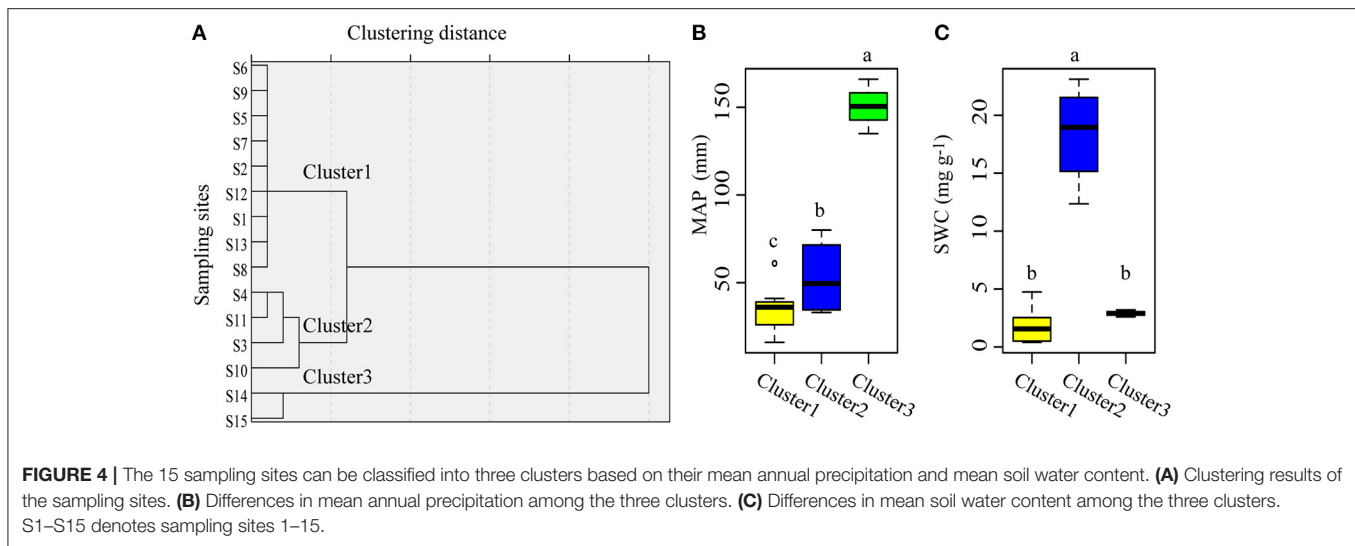 A
Clustering distance
Sampling sites
S6
S9
S5
S7
S2
S12
S1
S13
S8
S4
S11
S3
S10
S14
S15
Cluster1
Cluster2
Cluster3
B
MAP (mm)
150
100
50
c
b
a
Cluster1
Cluster2
Cluster3
C
SWC (mg g-1)
20
15
10
5
0
b
a
b
Cluster1
Cluster2
Cluster3
FIGURE 4 | The 15 sampling sites can be classified into three clusters based on their mean annual precipitation and mean soil water content. (A) Clustering results of
the sampling sites. (B) Differences in mean annual precipitation among the three clusters. (C) Differences in mean soil water content among the three clusters.
S1–S15 denotes sampling sites 1–15.